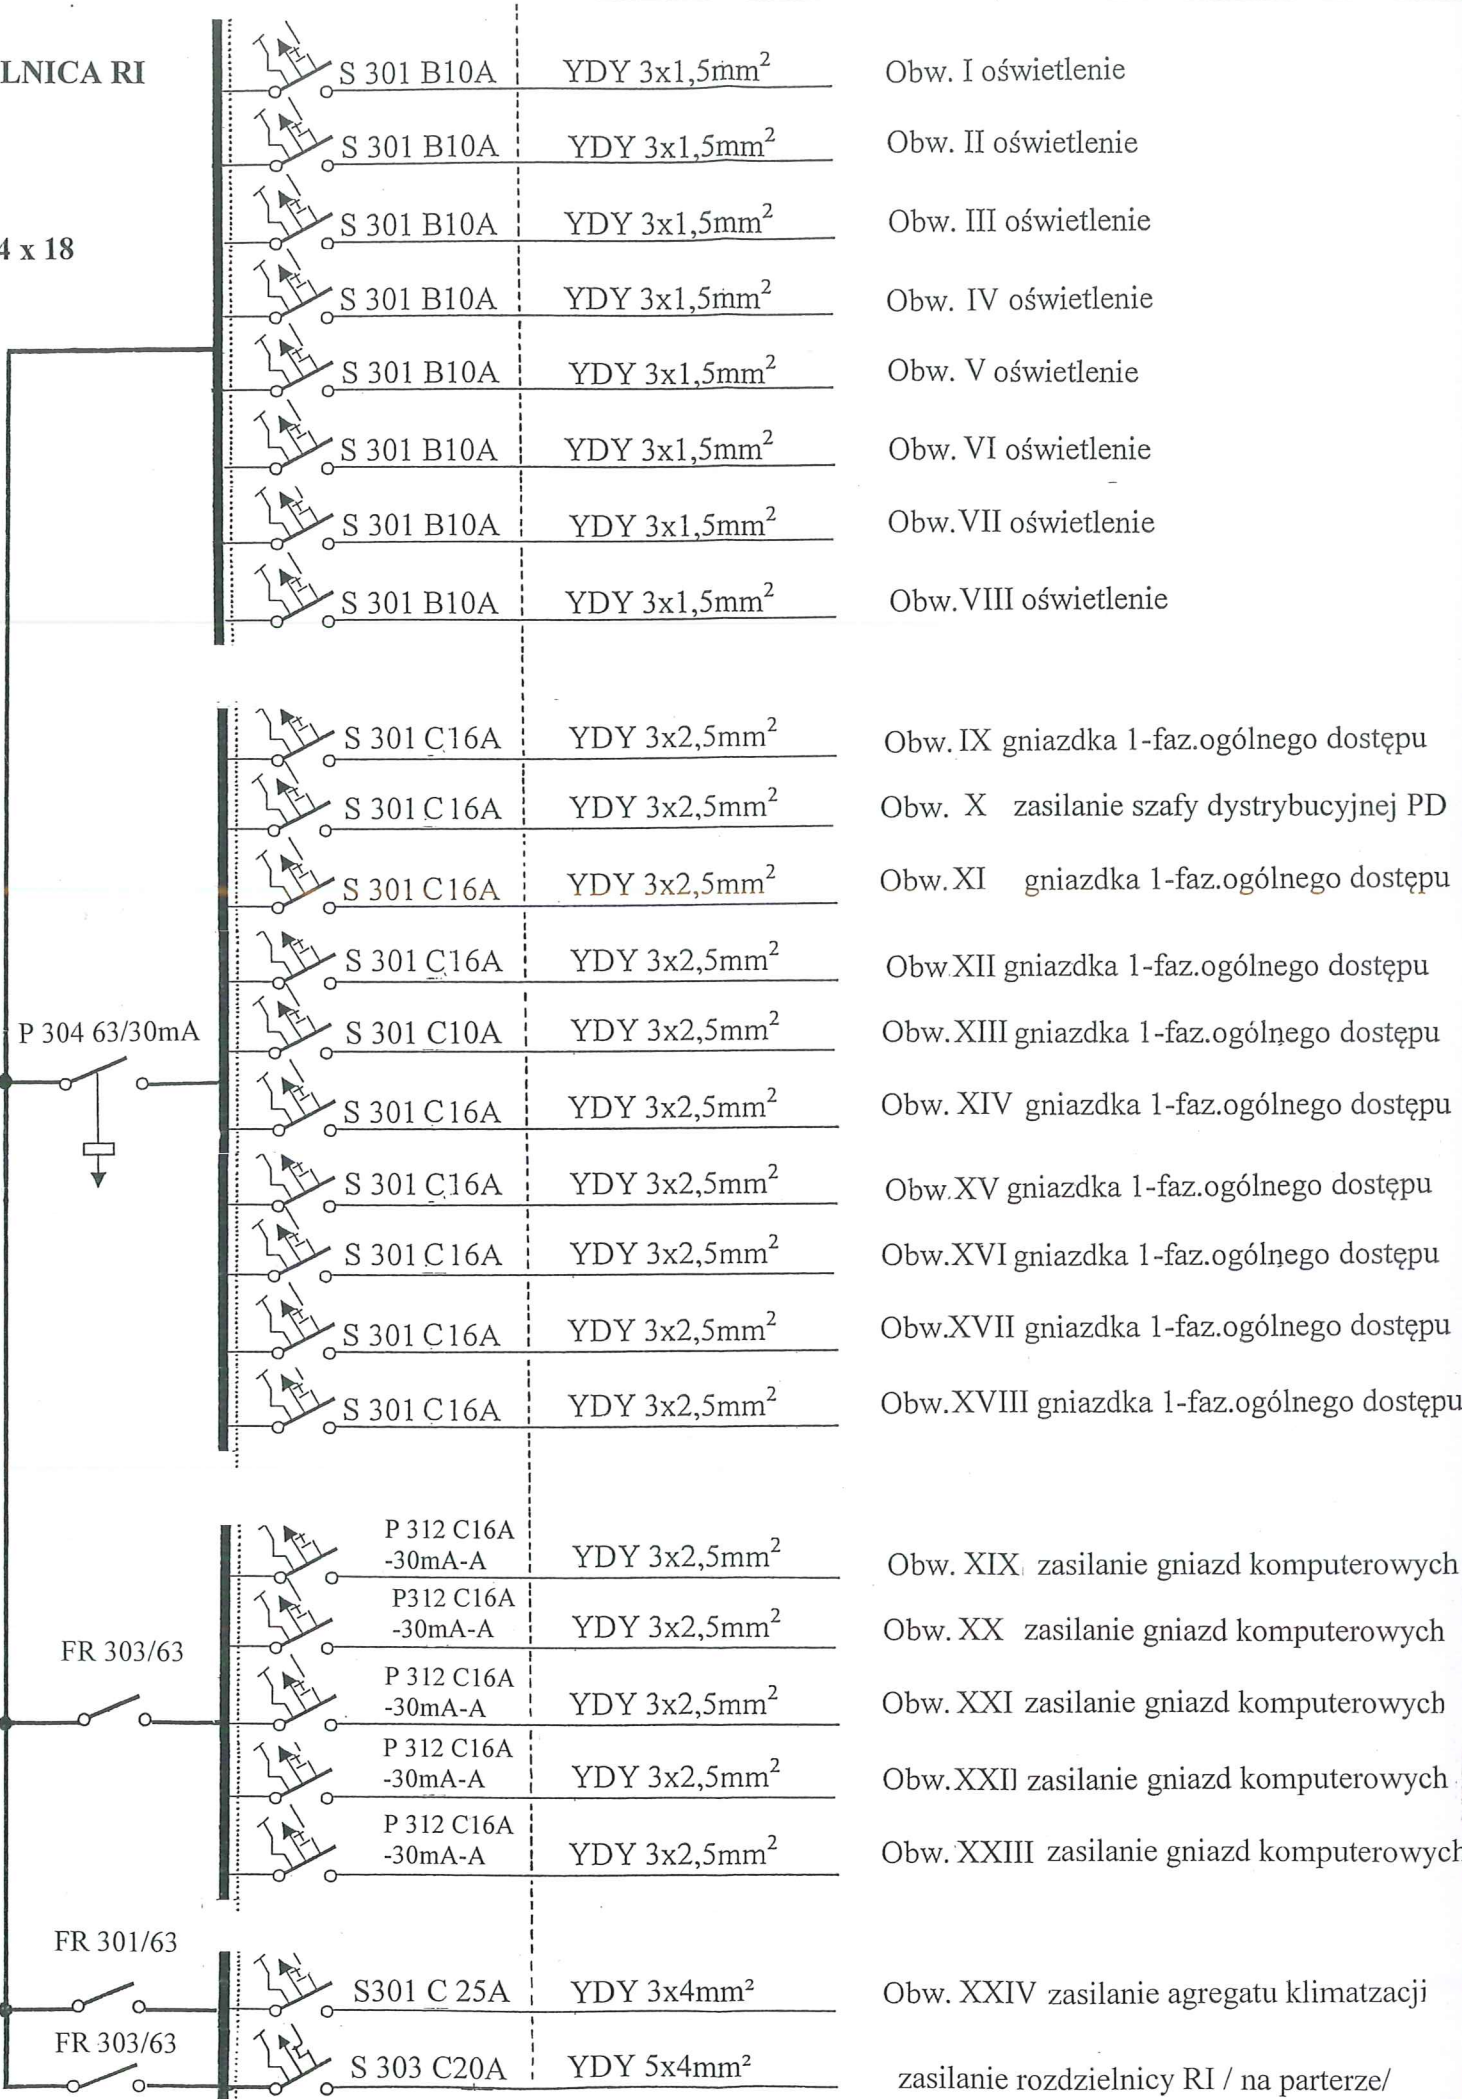 LNICA RI
S 301 B10A YDY 3x1,5mm² Obw. I oświetlenie
S 301 B10A YDY 3x1,5mm² Obw. II oświetlenie
S 301 B10A YDY 3x1,5mm² Obw. III oświetlenie
4 x 18
S 301 B10A YDY 3x1,5mm² Obw. IV oświetlenie
S 301 B10A YDY 3x1,5mm² Obw. V oświetlenie
S 301 B10A YDY 3x1,5mm² Obw. VI oświetlenie
S 301 B10A YDY 3x1,5mm² Obw.VII oświetlenie
S 301 B10A YDY 3x1,5mm² Obw.VIII oświetlenie
S 301 C16A YDY 3x2,5mm² Obw. IX gniazdka 1-faz.ogólnego dostępu
S 301 C16A YDY 3x2,5mm² Obw. X zasilanie szafy dystrybucyjnej PD
S 301 C16A YDY 3x2,5mm² Obw. XI gniazdka 1-faz.ogólnego dostępu
S 301 C16A YDY 3x2,5mm² Obw.XII gniazdka 1-faz.ogólnego dostępu
P 304 63/30mA
S 301 C10A YDY 3x2,5mm² Obw.XIII gniazdka 1-faz.ogólnego dostępu
S 301 C16A YDY 3x2,5mm² Obw. XIV gniazdka 1-faz.ogólnego dostępu
S 301 C16A YDY 3x2,5mm² Obw.XV gniazdka 1-faz.ogólnego dostępu
S 301 C16A YDY 3x2,5mm² Obw.XVI gniazdka 1-faz.ogólnego dostępu
S 301 C16A YDY 3x2,5mm² Obw.XVII gniazdka 1-faz.ogólnego dostępu
S 301 C16A YDY 3x2,5mm² Obw.XVIII gniazdka 1-faz.ogólnego dostępu
P 312 C16A
-30mA-A YDY 3x2,5mm² Obw. XIX zasilanie gniazd komputerowych
P312 C16A
-30mA-A YDY 3x2,5mm² Obw. XX zasilanie gniazd komputerowych
FR 303/63
P 312 C16A
-30mA-A YDY 3x2,5mm² Obw. XXI zasilanie gniazd komputerowych
P 312 C16A
-30mA-A YDY 3x2,5mm² Obw.XXII zasilanie gniazd komputerowych
P 312 C16A
-30mA-A YDY 3x2,5mm² Obw. XXIII zasilanie gniazd komputerowych
FR 301/63
S301 C 25A YDY 3x4mm² Obw. XXIV zasilanie agregatu klimatzacji
FR 303/63
S 303 C20A YDY 5x4mm² zasilanie rozdzielnicy RI / na parterze/